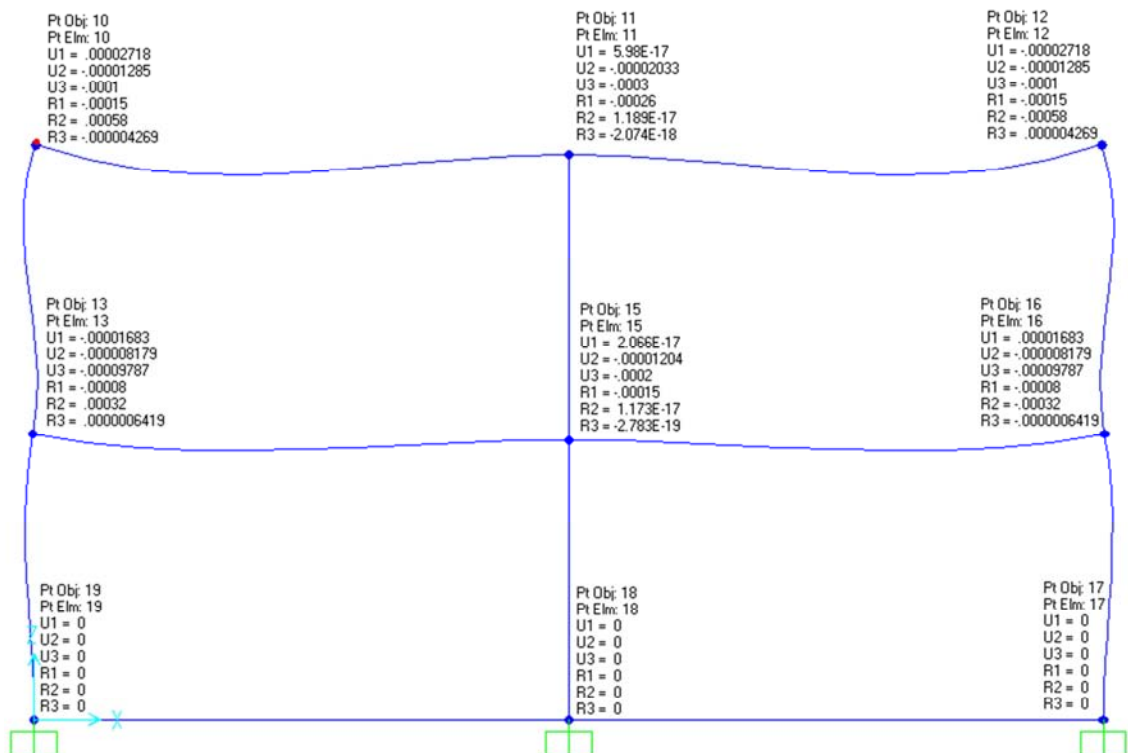 Pt Obj: 10
Pt Elm: 10
U1 = .00002718
U2 = -.00001285
U3 = -.0001
R1 = -.00015
R2 = .00058
R3 = -.000004269
Pt Obj: 11
Pt Elm: 11
U1 = 5.98E-17
U2 = -.00002033
U3 = -.0003
R1 = -.00026
R2 = 1.189E-17
R3 = -2.074E-18
Pt Obj: 12
Pt Elm: 12
U1 = -.00002718
U2 = -.00001285
U3 = -.0001
R1 = -.00015
R2 = -.00058
R3 = .000004269
Pt Obj: 13
Pt Elm: 13
U1 = -.00001683
U2 = -.000008179
U3 = -.00009787
R1 = -.00008
R2 = .00032
R3 = .0000006419
Pt Obj: 15
Pt Elm: 15
U1 = 2.066E-17
U2 = -.00001204
U3 = -.0002
R1 = -.00015
R2 = 1.173E-17
R3 = -2.783E-19
Pt Obj: 16
Pt Elm: 16
U1 = .00001683
U2 = -.000008179
U3 = -.00009787
R1 = -.00008
R2 = -.00032
R3 = -.0000006419
Pt Obj: 19
Pt Elm: 19
U1 = 0
U2 = 0
U3 = 0
R1 = 0
R2 = 0
R3 = 0
X
Pt Obj: 18
Pt Elm: 18
U1 = 0
U2 = 0
U3 = 0
R1 = 0
R2 = 0
R3 = 0
Pt Obj: 17
Pt Elm: 17
U1 = 0
U2 = 0
U3 = 0
R1 = 0
R2 = 0
R3 = 0